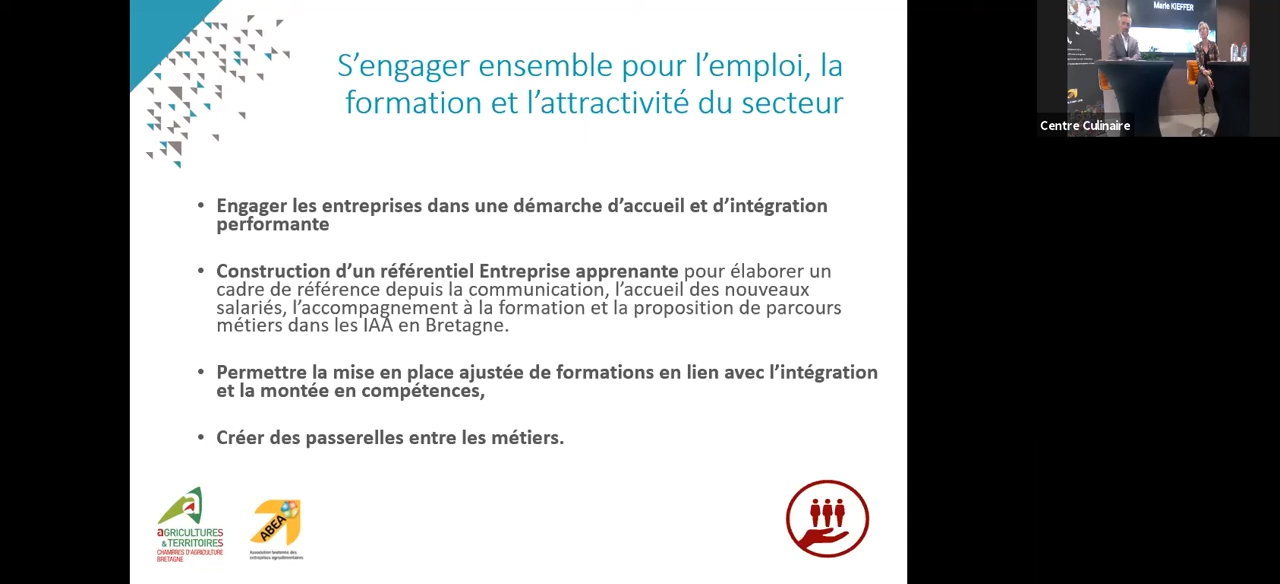 S’engager ensemble pour l’emploi, la
formation et l’attractivité du secteur
• Engager les entreprises dans une démarche d’accueil et d’intégration
performante
• Construction d’un référentiel Entreprise apprenante pour élaborer un
cadre de référence depuis la communication, l’accueil des nouveaux
salariés, l’accompagnement à la formation et la proposition de parcours
métiers dans les IAA en Bretagne.
• Permettre la mise en place ajustée de formations en lien avec l’intégration
et la montée en compétences,
• Créer des passerelles entre les métiers.
aGRICULTURES
& TERRITOIRES
CHAMBRES D'AGRICULTURE
BRETAGNE
ABEA
Association bretonne des
entreprises agroalimentaires
Marie KIEFFER
Centre Culinaire